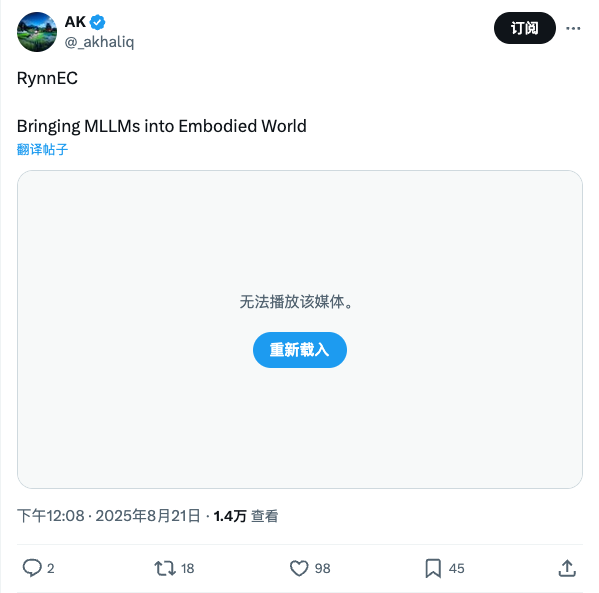 AK
订阅
@_akhaliq
RynnEC
Bringing MLLMs into Embodied World
翻译帖子
无法播放该媒体。
重新载入
下午12:08 · 2025年8月21日 · 1.4万 查看
2
18
98
45